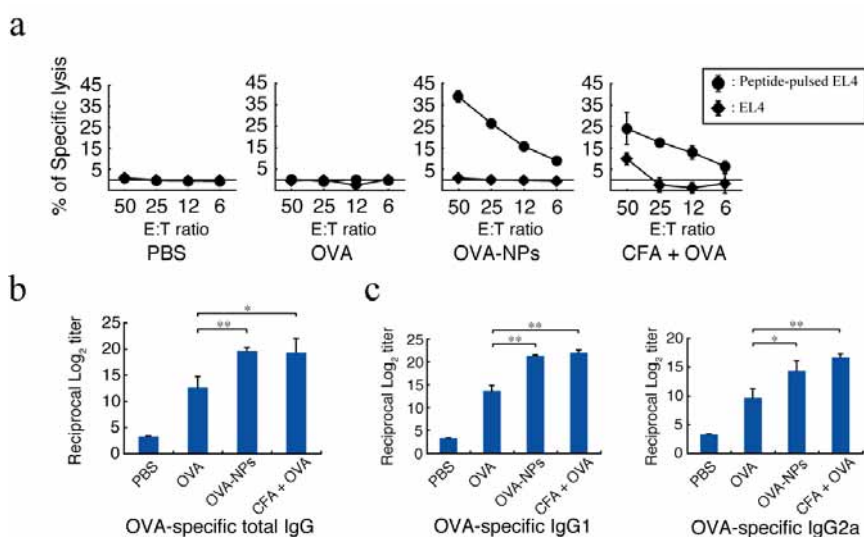 a
% of Specific lysis
45
35
25
15
5
50 25 12 6
E:T ratio
PBS
45
35
25
15
5
50 25 12 6
E:T ratio
OVA
45
35
25
15
5
50 25 12 6
E:T ratio
OVA-NPs
45
35
25
15
5
50 25 12 6
E:T ratio
CFA + OVA
: Peptide-pulsed EL4
: EL4
b
Reciprocal Log2 titer
25
20
15
10
5
0
**
*
PBS
OVA
OVA-NPs
CFA + OVA
OVA-specific total IgG
c
Reciprocal Log2 titer
25
20
15
10
5
0
**
**
PBS
OVA
OVA-NPs
CFA + OVA
OVA-specific IgG1
Reciprocal Log2 titer
20
15
10
5
0
**
*
PBS
OVA
OVA-NPs
CFA + OVA
OVA-specific IgG2a